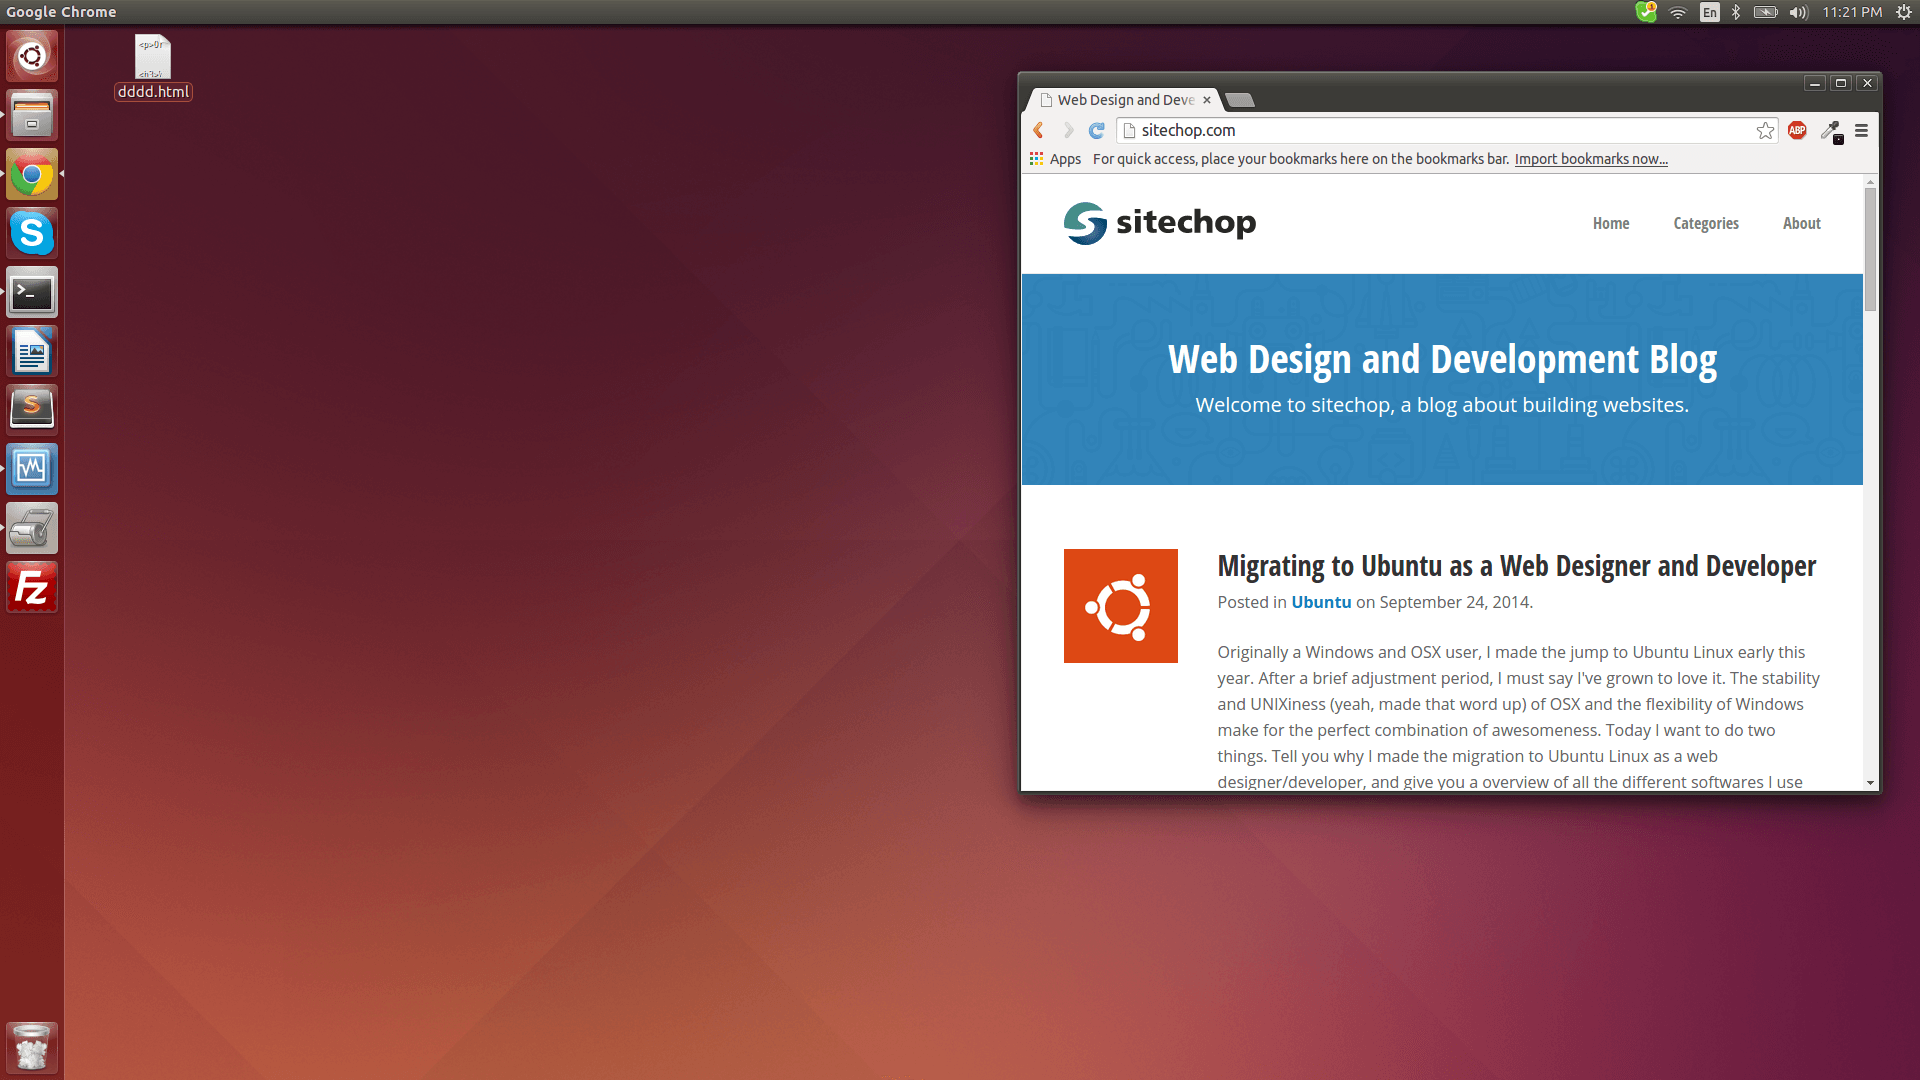 Google Chrome
En
11:21 PM
<p>Or
dddd.html
Web Design and Deve
sitechop.com
ABP
Apps For quick access, place your bookmarks here on the bookmarks bar. Import bookmarks now...
sitechop
Home Categories About
Web Design and Development Blog
Welcome to sitechop, a blog about building websites.
Migrating to Ubuntu as a Web Designer and Developer
Posted in Ubuntu on September 24, 2014.
Originally a Windows and OSX user, I made the jump to Ubuntu Linux early this
year. After a brief adjustment period, I must say I've grown to love it. The stability
and UNIXiness (yeah, made that word up) of OSX and the flexibility of Windows
make for the perfect combination of awesomeness. Today I want to do two
things. Tell you why I made the migration to Ubuntu Linux as a web
designer/developer, and give you a overview of all the different softwares I use
S
>_
S
Fz